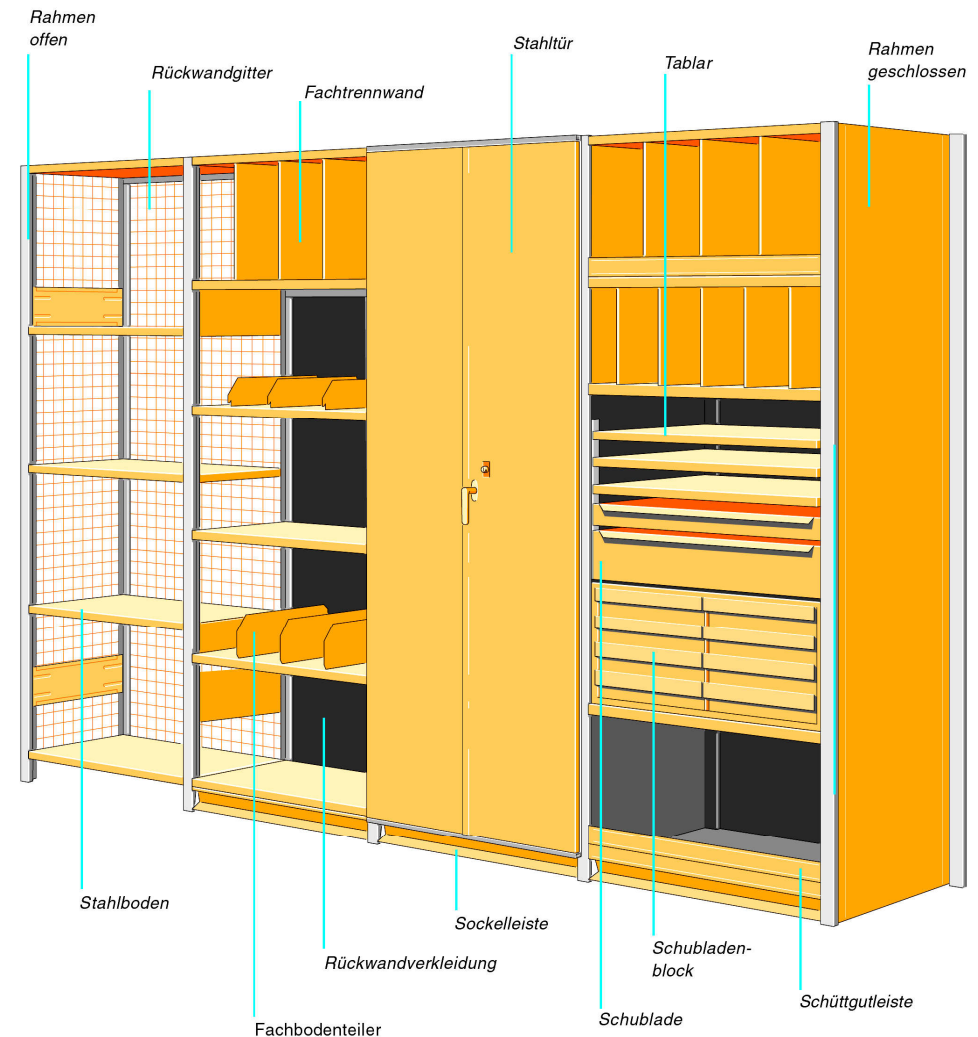 Rahmen
offen
Rückwandgitter
Fachtrennwand
Stahltür
Tablar
Rahmen
geschlossen
Stahlboden
Sockelleiste
Rückwandverkleidung
Fachbodenteiler
Schubladen-
block
Schublade
Schüttgutleiste